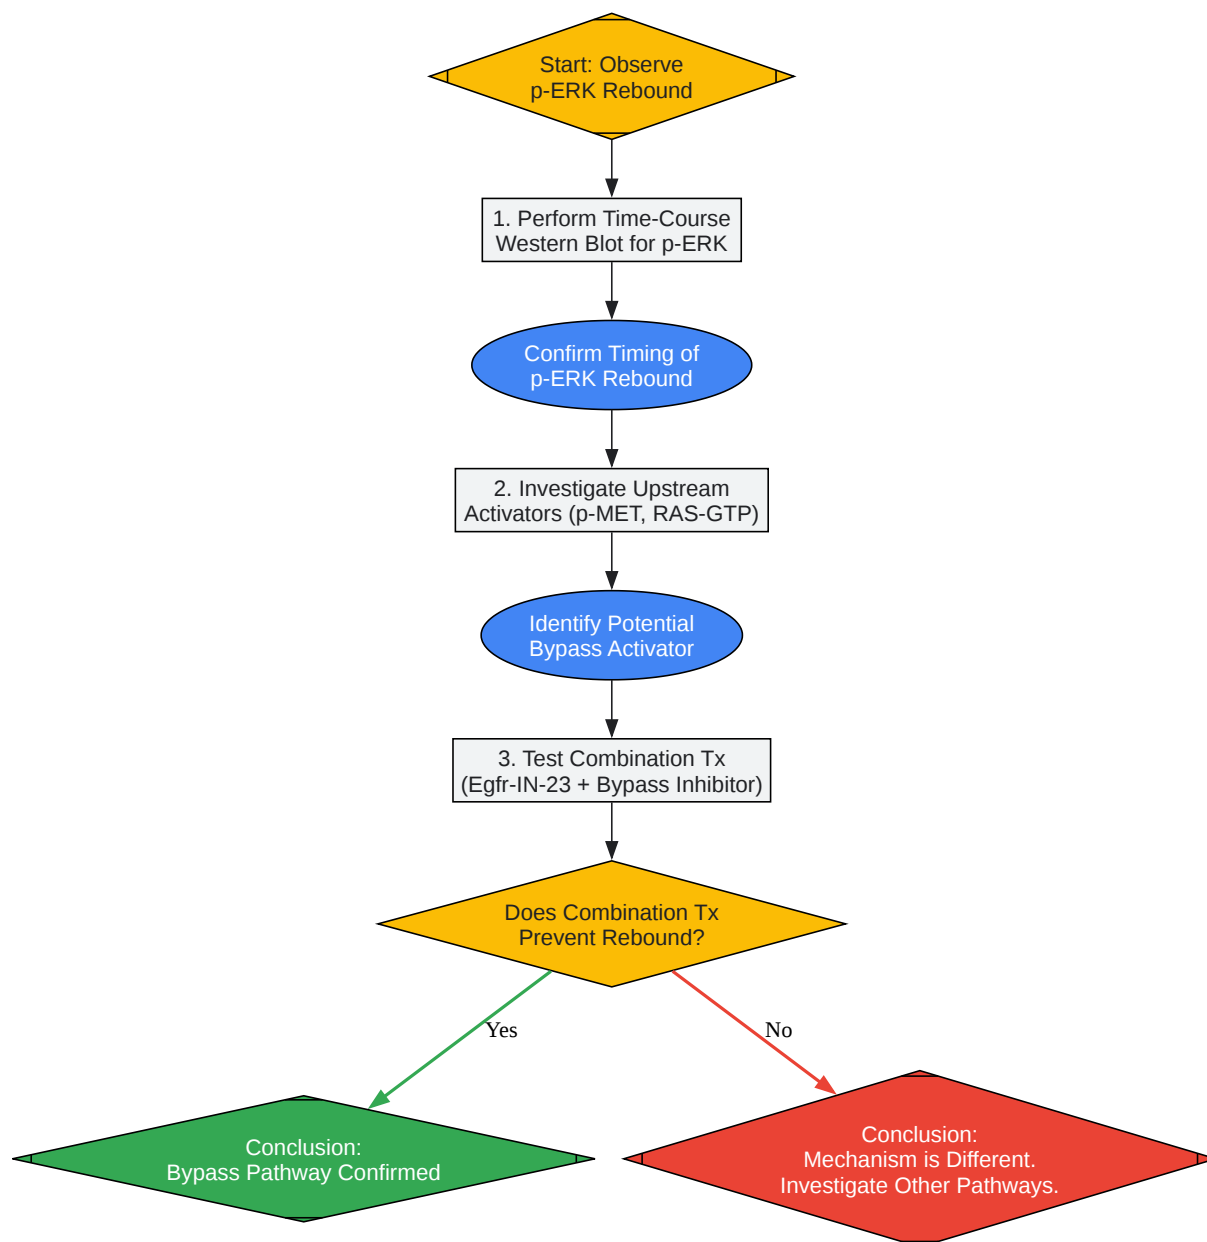 Start: Observe
p-ERK Rebound
1. Perform Time-Course
Western Blot for p-ERK
Confirm Timing of
p-ERK Rebound
2. Investigate Upstream
Activators (p-MET, RAS-GTP)
Identify Potential
Bypass Activator
3. Test Combination Tx
(Egfr-IN-23 + Bypass Inhibitor)
Does Combination Tx
Prevent Rebound?
Yes
No
Conclusion:
Bypass Pathway Confirmed
Conclusion:
Mechanism is Different.
Investigate Other Pathways.